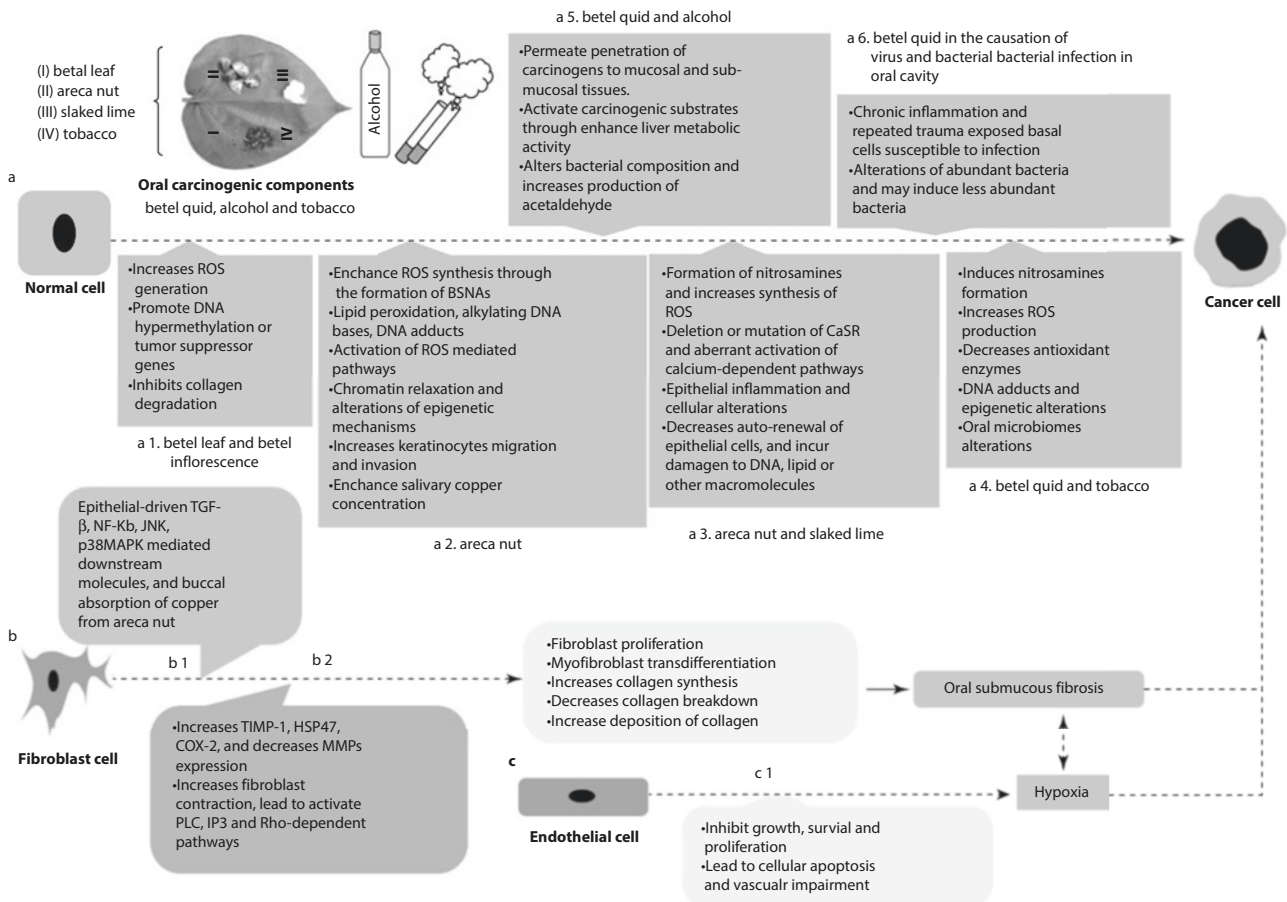 a 5. betel quid and alcohol
•Permeate penetration of
carcinogens to mucosal and sub-
mucosal tissues.
•Activate carcinogenic substrates
through enhance liver metabolic
activity
•Alters bacterial composition and
increases production of
acetaldehyde
a 6. betel quid in the causation of
virus and bacterial bacterial infection in
oral cavity
•Chronic inflammation and
repeated trauma exposed basal
cells susceptible to infection
•Alterations of abundant bacteria
and may induce less abundant
bacteria
(I) betal leaf
(II) areca nut
(III) slaked lime
(IV) tobacco
II
III
I
IV
Alcohol
Oral carcinogenic components
betel quid, alcohol and tobacco
a
Normal cell
Cancer cell
•Increases ROS
generation
•Promote DNA
hypermethylation or
tumor suppressor
genes
•Inhibits collagen
degradation
a 1. betel leaf and betel
inflorescence
•Enchance ROS synthesis through
the formation of BSNAs
•Lipid peroxidation, alkylating DNA
bases, DNA adducts
•Activation of ROS mediated
pathways
•Chromatin relaxation and
alterations of epigenetic
mechanisms
•Increases keratinocytes migration
and invasion
•Enchance salivary copper
concentration
a 2. areca nut
•Formation of nitrosamines
and increases synthesis of
ROS
•Deletion or mutation of CaSR
and aberrant activation of
calcium-dependent pathways
•Epithelial inflammation and
cellular alterations
•Decreases auto-renewal of
epithelial cells, and incur
damagen to DNA, lipid or
other macromolecules
a 3. areca nut and slaked lime
•Induces nitrosamines
formation
•Increases ROS
production
•Decreases antioxidant
enzymes
•DNA adducts and
epigenetic alterations
•Oral microbiomes
alterations
a 4. betel quid and tobacco
Epithelial-driven TGF-
β, NF-Kb, JNK,
p38MAPK mediated
downstream
molecules, and buccal
absorption of copper
from areca nut
b
Fibroblast cell
b 1
b 2
•Increases TIMP-1, HSP47,
COX-2, and decreases MMPs
expression
•Increases fibroblast
contraction, lead to activate
PLC, IP3 and Rho-dependent
pathways
•Fibroblast proliferation
•Myofibroblast transdifferentiation
•Increases collagen synthesis
•Decreases collagen breakdown
•Increase deposition of collagen
Oral submucous fibrosis
c
Endothelial cell
c 1
Hypoxia
•Inhibit growth, survial and
proliferation
•Lead to cellular apoptosis
and vascualr impairment